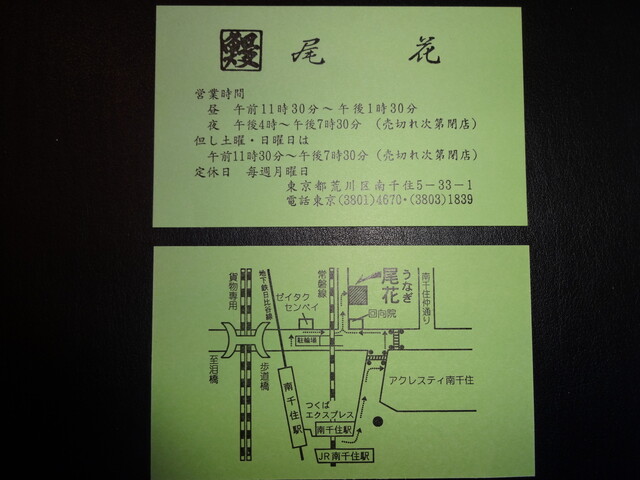 鰻 尾花
営業時間
昼 午前11時30分～午後1時30分
夜 午後4時～午後7時30分 (売切れ次第閉店)
但し土曜・日曜日は
午前11時30分～午後7時30分 (売切れ次第閉店)
定休日 毎週月曜日
東京都荒川区南千住5－33－1
電話東京(3801)4670・(3803)1839
貨物専用
地下鉄日比谷線
常磐線
うなぎ
尾花
南千住仲通り
ゼイタク
センベイ
回向院
駐輪場
至泪橋
歩道橋
南千住駅
つくば
エクスプレス
南千住駅
JR南千住駅
アクレスティ南千住